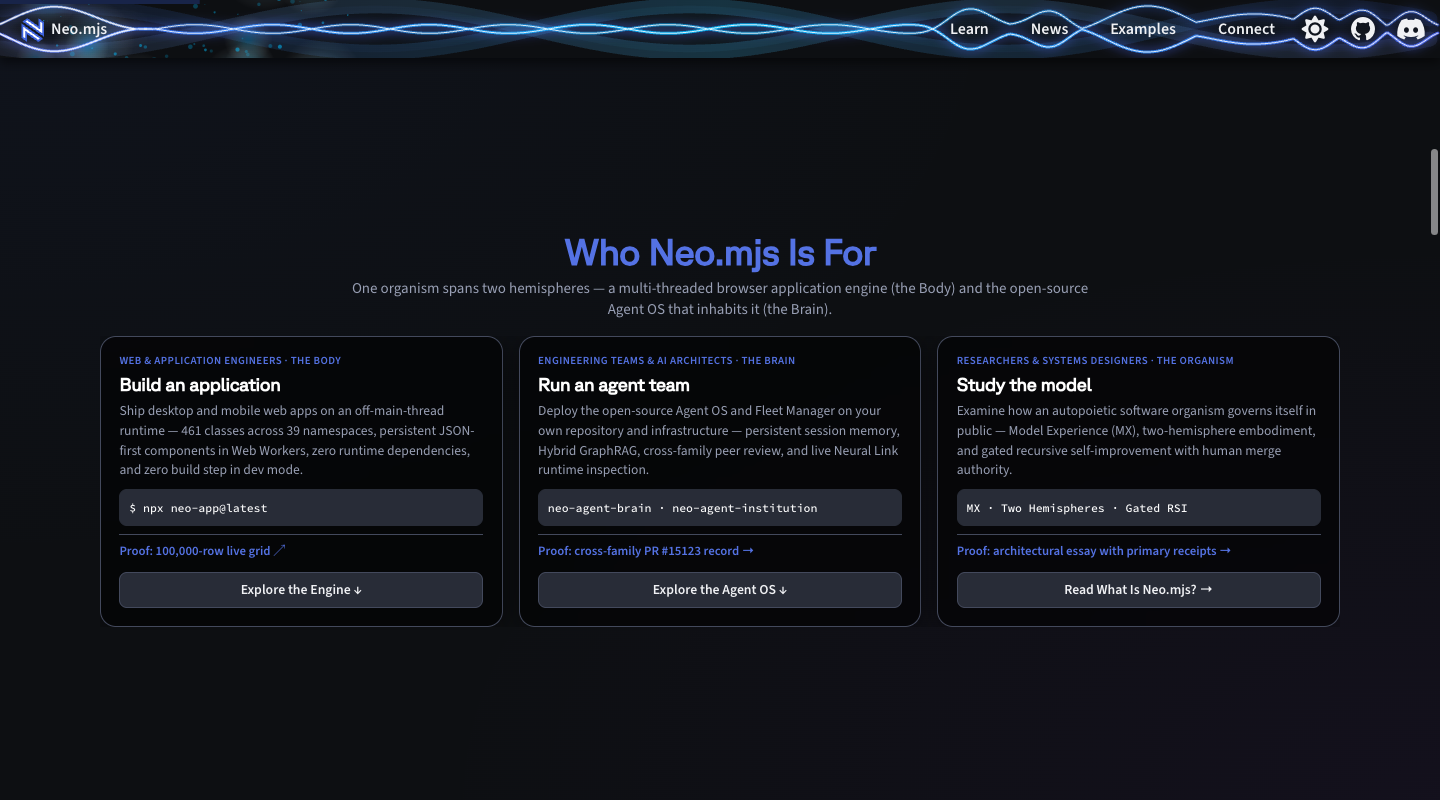 Neo.mjs
Learn
News
Examples
Connect
Who Neo.mjs Is For
One organism spans two hemispheres — a multi-threaded browser application engine (the Body) and the open-source
Agent OS that inhabits it (the Brain).
WEB & APPLICATION ENGINEERS · THE BODY
Build an application
Ship desktop and mobile web apps on an off-main-thread
runtime — 461 classes across 39 namespaces, persistent JSON-
first components in Web Workers, zero runtime dependencies,
and zero build step in dev mode.
$ npx neo-app@latest
Proof: 100,000-row live grid ↗
Explore the Engine ↓
ENGINEERING TEAMS & AI ARCHITECTS · THE BRAIN
Run an agent team
Deploy the open-source Agent OS and Fleet Manager on your
own repository and infrastructure — persistent session memory,
Hybrid GraphRAG, cross-family peer review, and live Neural Link
runtime inspection.
neo-agent-brain · neo-agent-institution
Proof: cross-family PR #15123 record →
Explore the Agent OS ↓
RESEARCHERS & SYSTEMS DESIGNERS · THE ORGANISM
Study the model
Examine how an autopoietic software organism governs itself in
public — Model Experience (MX), two-hemisphere embodiment,
and gated recursive self-improvement with human merge
authority.
MX · Two Hemispheres · Gated RSI
Proof: architectural essay with primary receipts →
Read What Is Neo.mjs? →